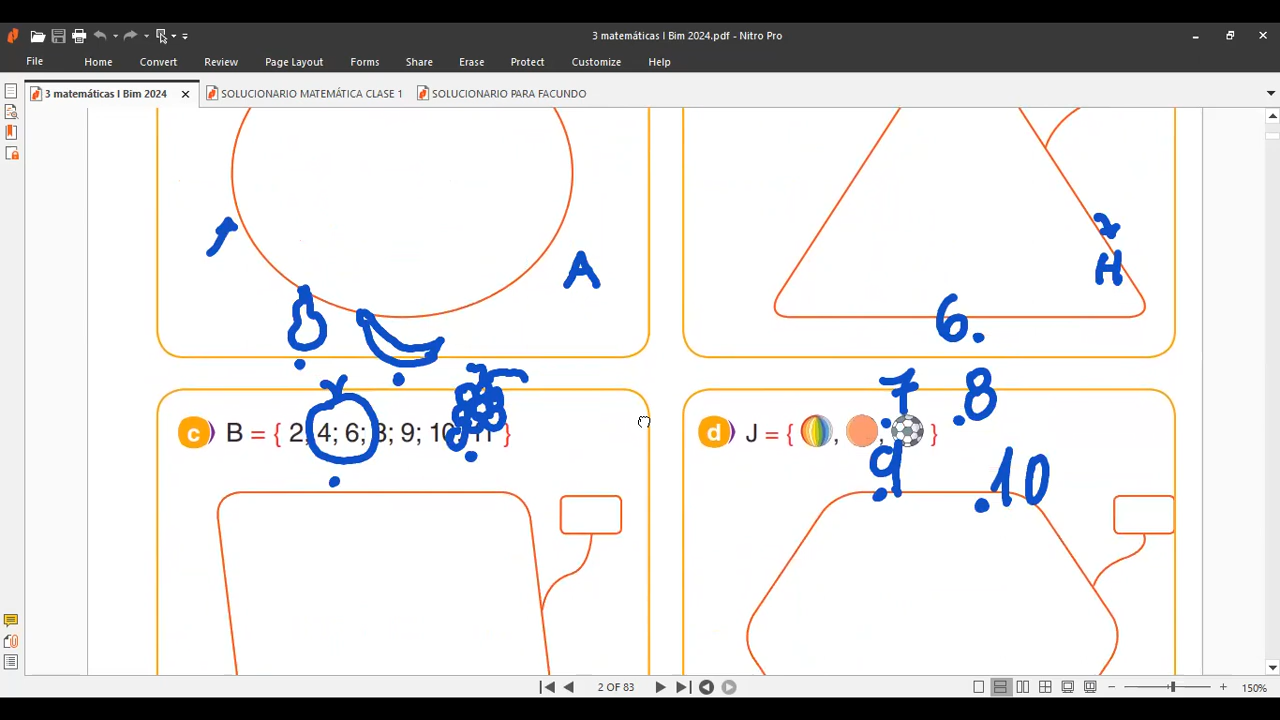 3 matemáticas I Bim 2024.pdf - Nitro Pro
File Home Convert Review Page Layout Forms Share Erase Protect Customize Help
3 matemáticas I Bim 2024 SOLUCIONARIO MATEMÁTICA CLASE 1 SOLUCIONARIO PARA FACUNDO
A
H
6.
7 .8
c) B = { 2; 4; 6; 8; 9; 10; 11 }
d) J = { , , }
.9 .10
2 OF 83
150%